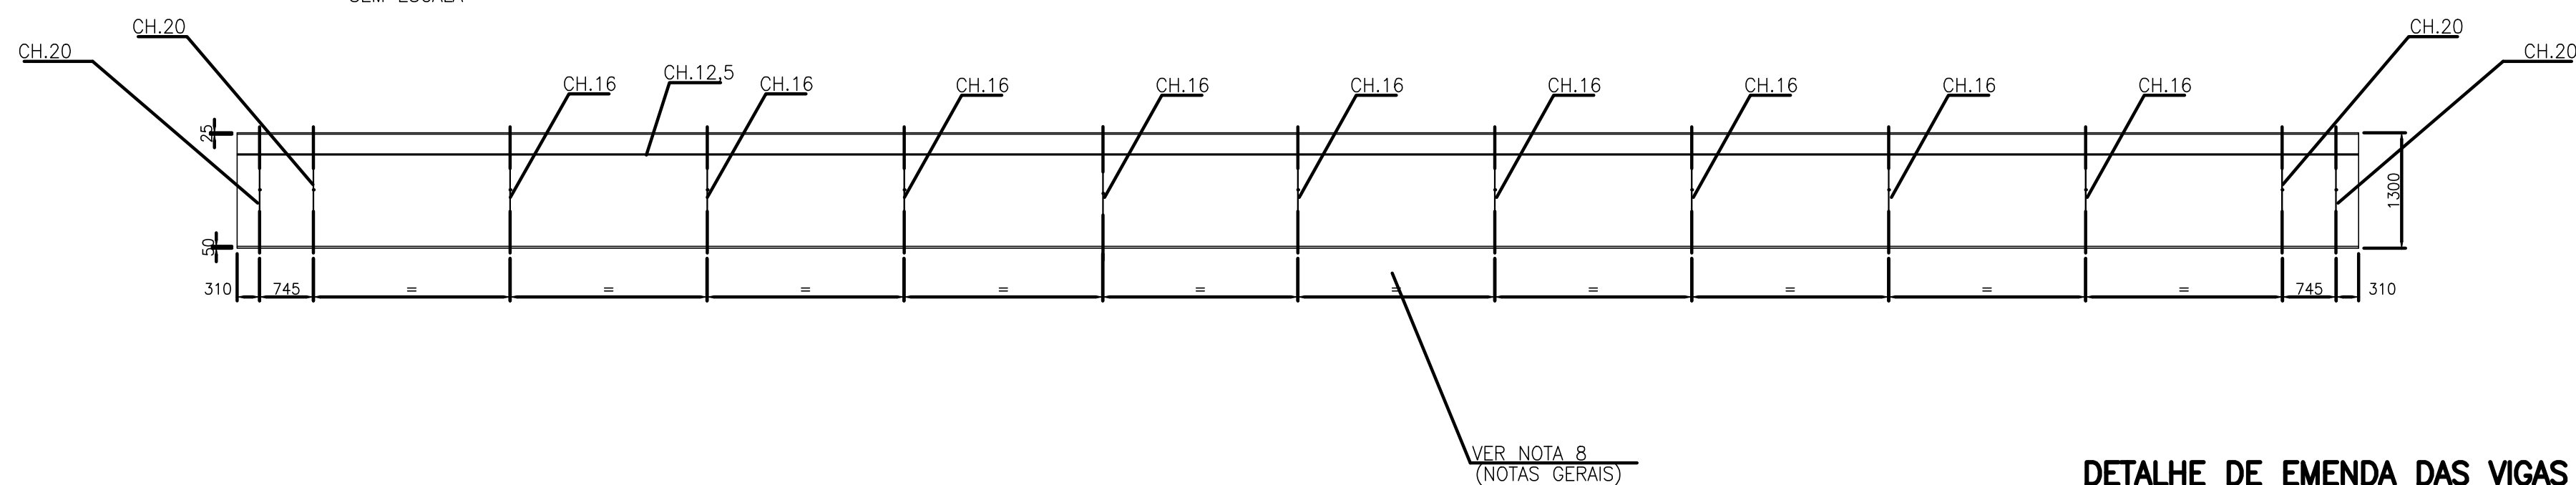 CH.20
CH.20
CH.20
CH.20
CH.16
CH.12,5
CH.16
CH.16
CH.16
CH.16
CH.16
CH.16
CH.16
CH.16
25
1300
50
310 745 = = = = = = = = = = 745 310
VER NOTA 8
(NOTAS GERAIS)
DETALHE DE EMENDA DAS VIGAS